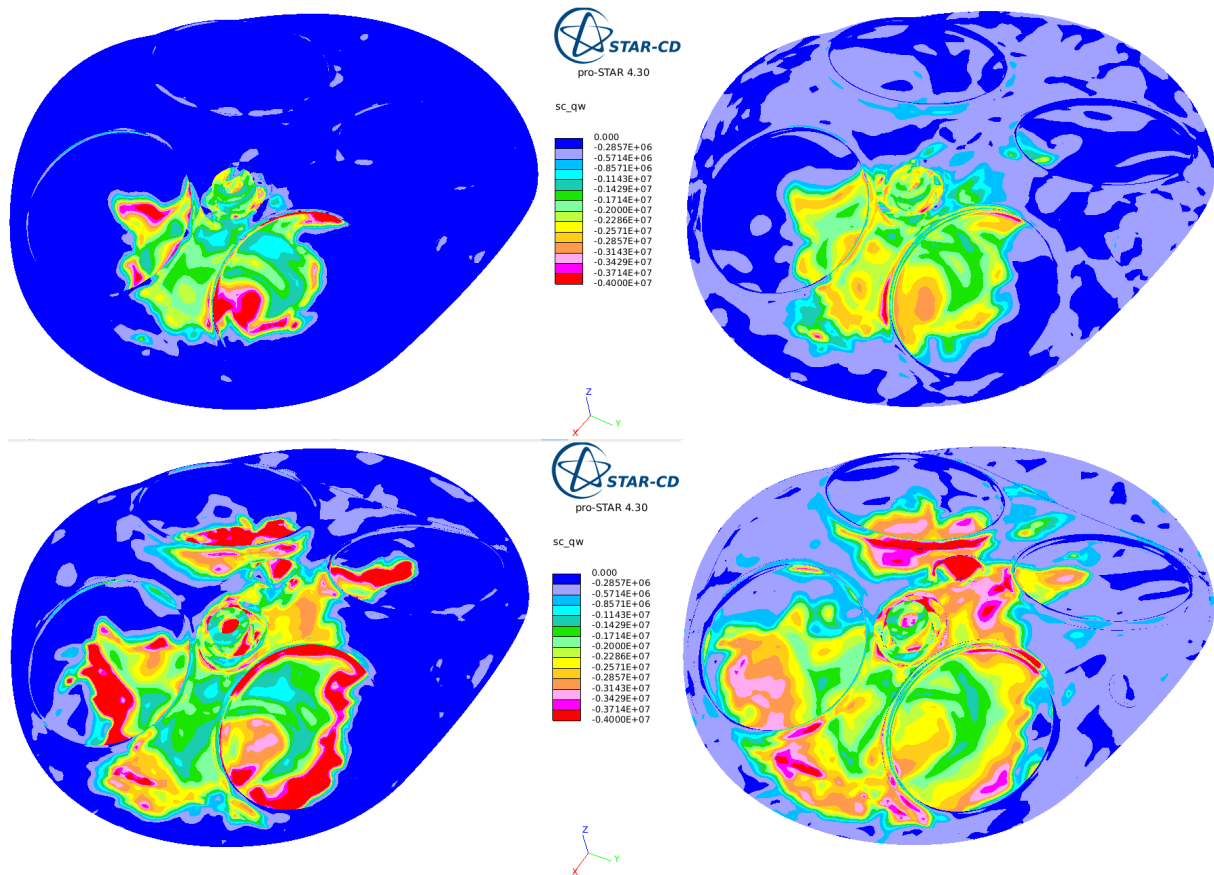 STAR-CD
pro-STAR 4.30
sc_qw
0.000
-0.2857E+06
-0.5714E+06
-0.8571E+06
-0.1143E+07
-0.1429E+07
-0.1714E+07
-0.2000E+07
-0.2286E+07
-0.2571E+07
-0.2857E+07
-0.3143E+07
-0.3429E+07
-0.3714E+07
-0.4000E+07
Z
X
Y
STAR-CD
pro-STAR 4.30
sc_qw
0.000
-0.2857E+06
-0.5714E+06
-0.8571E+06
-0.1143E+07
-0.1429E+07
-0.1714E+07
-0.2000E+07
-0.2286E+07
-0.2571E+07
-0.2857E+07
-0.3143E+07
-0.3429E+07
-0.3714E+07
-0.4000E+07
Z
Y
X